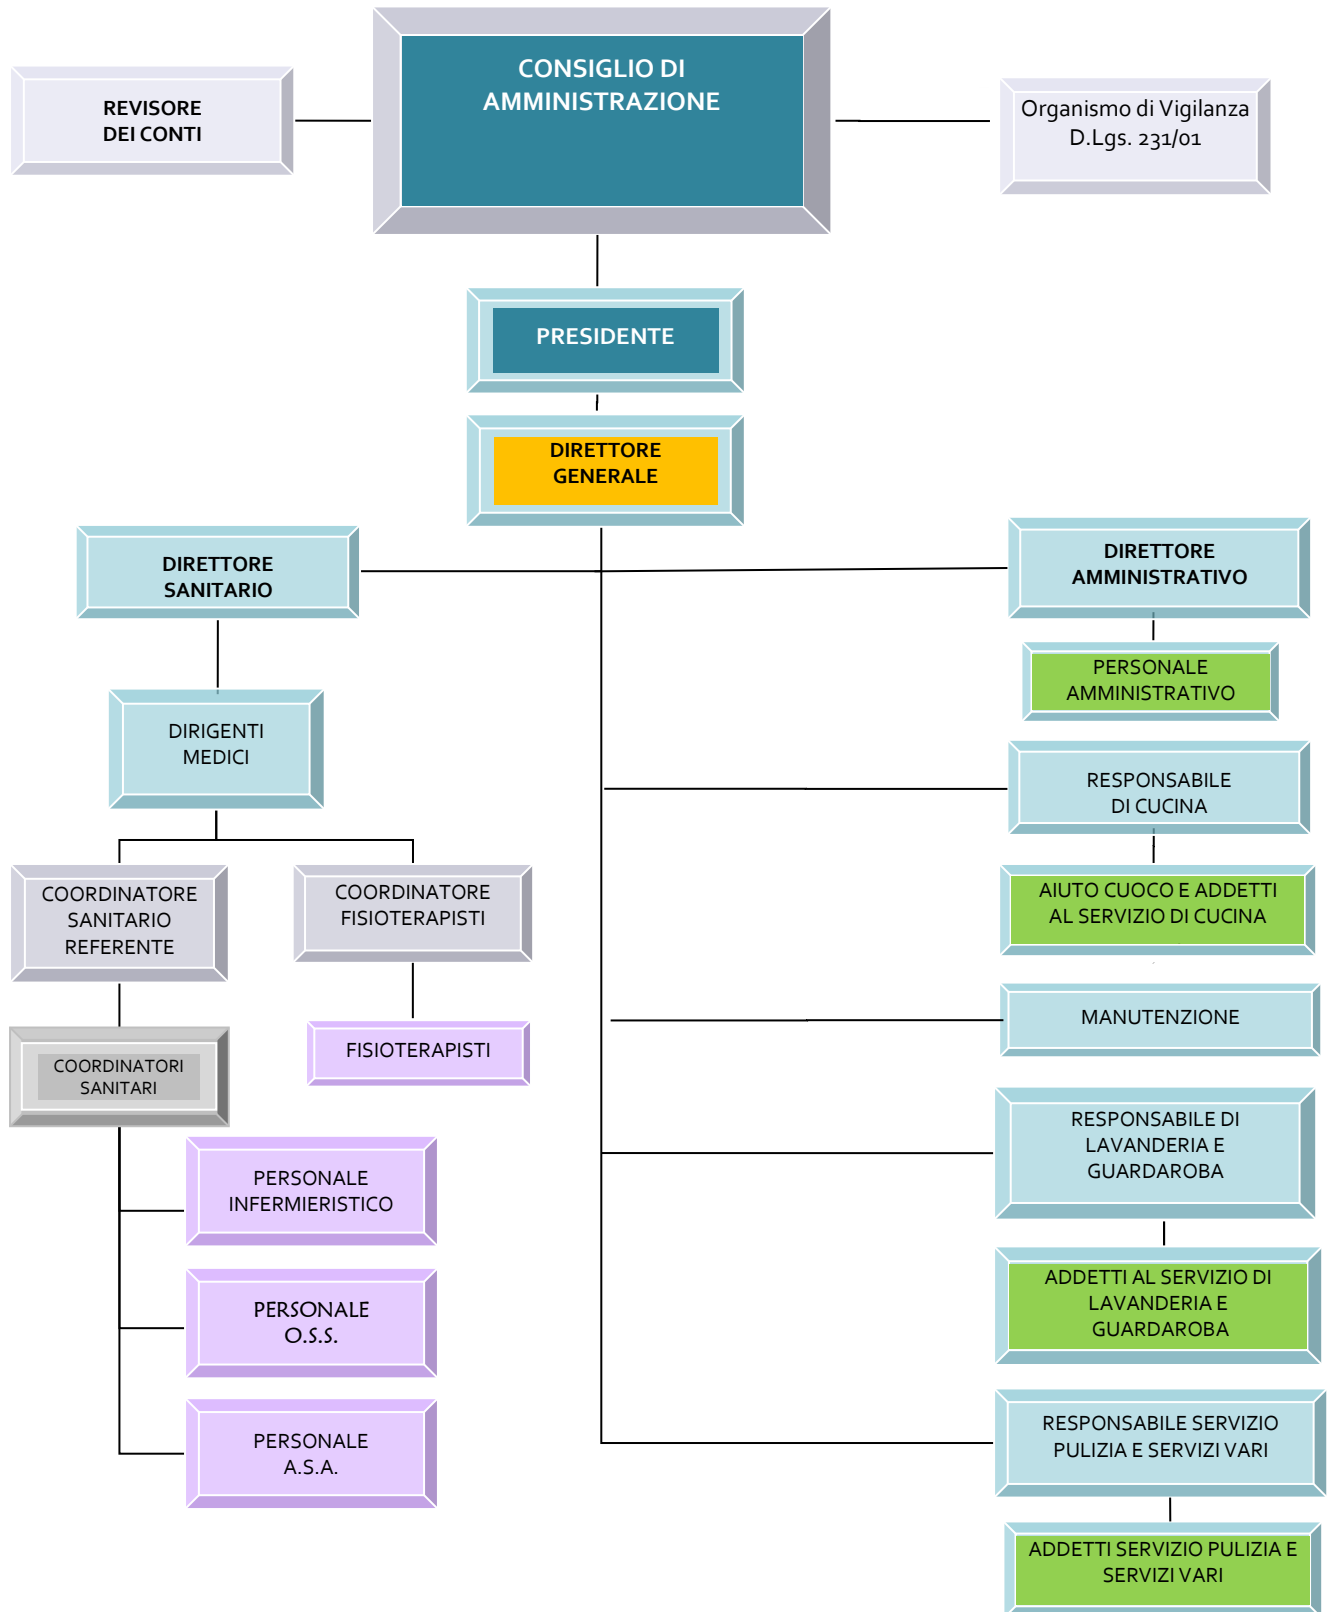 CONSIGLIO DI
AMMINISTRAZIONE
REVISORE
DEI CONTI
Organismo di Vigilanza
D.Lgs. 231/01
PRESIDENTE
DIRETTORE
GENERALE
DIRETTORE
SANITARIO
DIRETTORE
AMMINISTRATIVO
PERSONALE
AMMINISTRATIVO
DIRIGENTI
MEDICI
RESPONSABILE
DI CUCINA
COORDINATORE
SANITARIO
REFERENTE
COORDINATORE
FISIOTERAPISTI
AIUTO CUOCO E ADDETTI
AL SERVIZIO DI CUCINA
MANUTENZIONE
FISIOTERAPISTI
COORDINATORI
SANITARI
RESPONSABILE DI
LAVANDERIA E
GUARDAROBA
PERSONALE
INFERMIERISTICO
ADDETTI AL SERVIZIO DI
LAVANDERIA E
GUARDAROBA
PERSONALE
O.S.S.
RESPONSABILE SERVIZIO
PULIZIA E SERVIZI VARI
PERSONALE
A.S.A.
ADDETTI SERVIZIO PULIZIA E
SERVIZI VARI